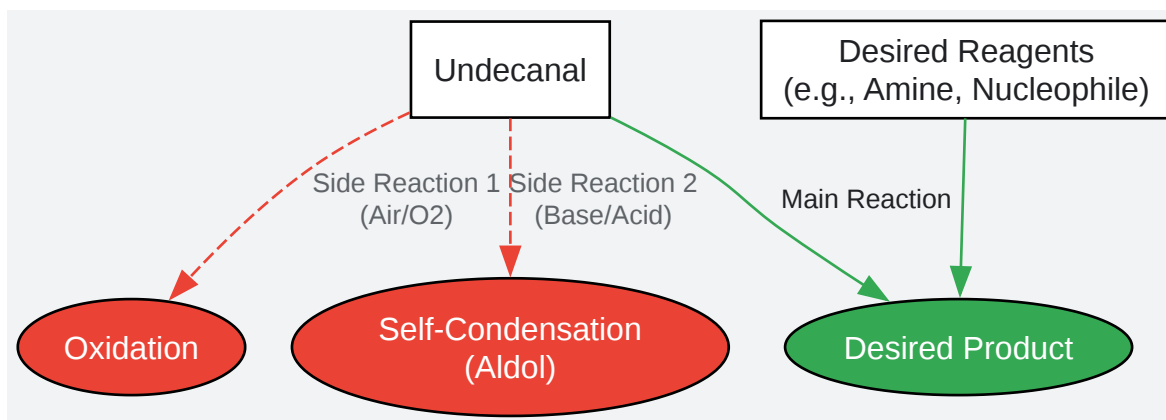 Undecanal
Desired Reagents
(e.g., Amine, Nucleophile)
Side Reaction 1
(Air/O2)
Side Reaction 2
(Base/Acid)
Main Reaction
Oxidation
Self-Condensation
(Aldol)
Desired Product